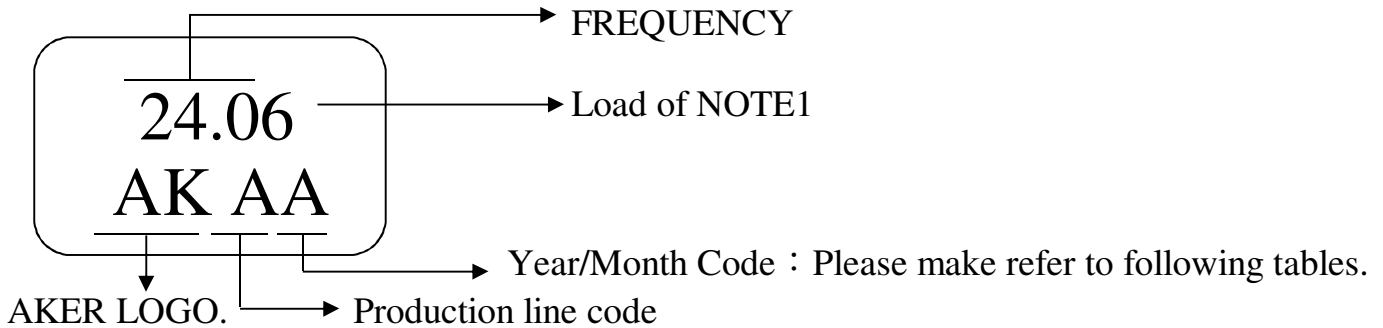 FREQUENCY
24.06
Load of NOTE1
AK AA
Year/Month Code：Please make refer to following tables.
AKER LOGO.
Production line code